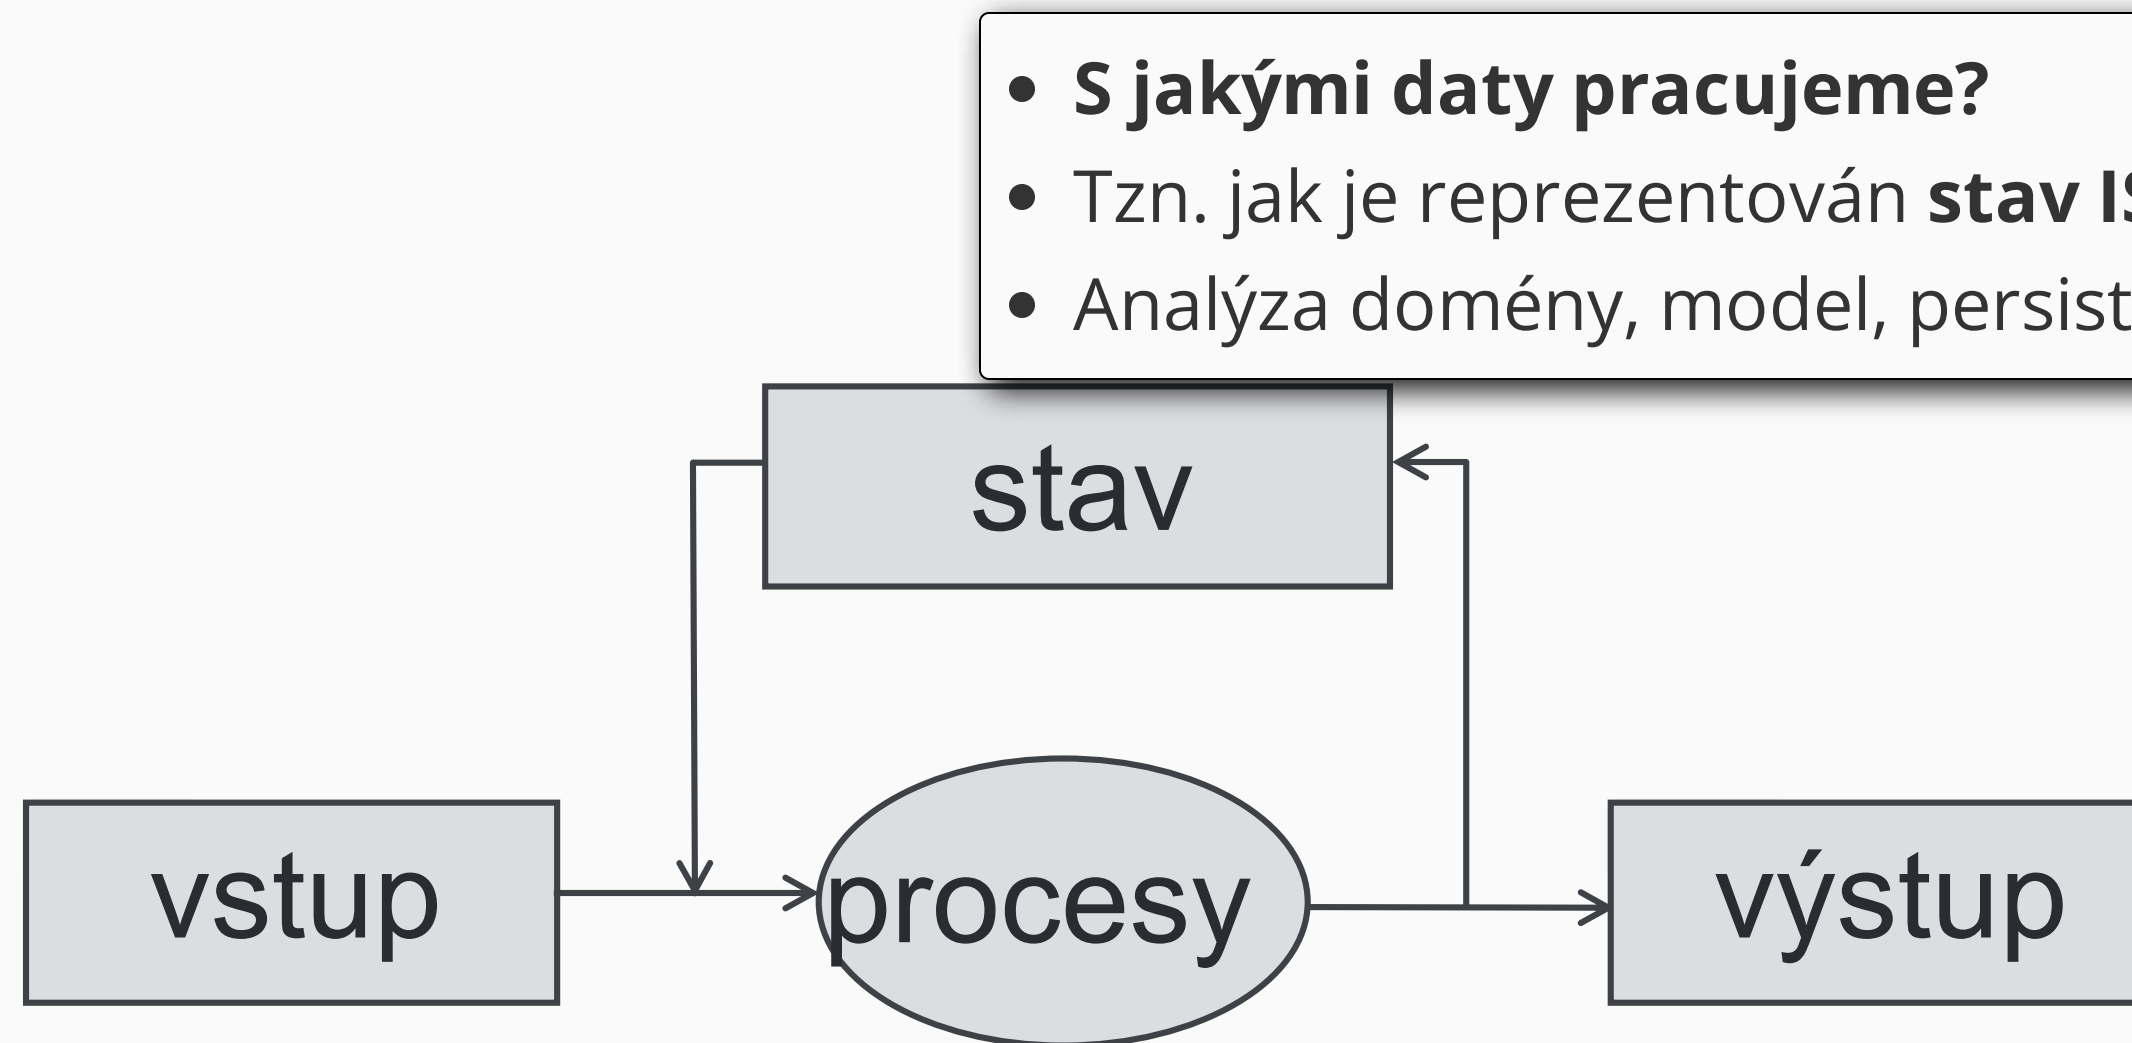 S jakými daty pracujeme?
Tzn. jak je reprezentován stav
Analýza domény, model,
stav
vstup
procesy
výstup